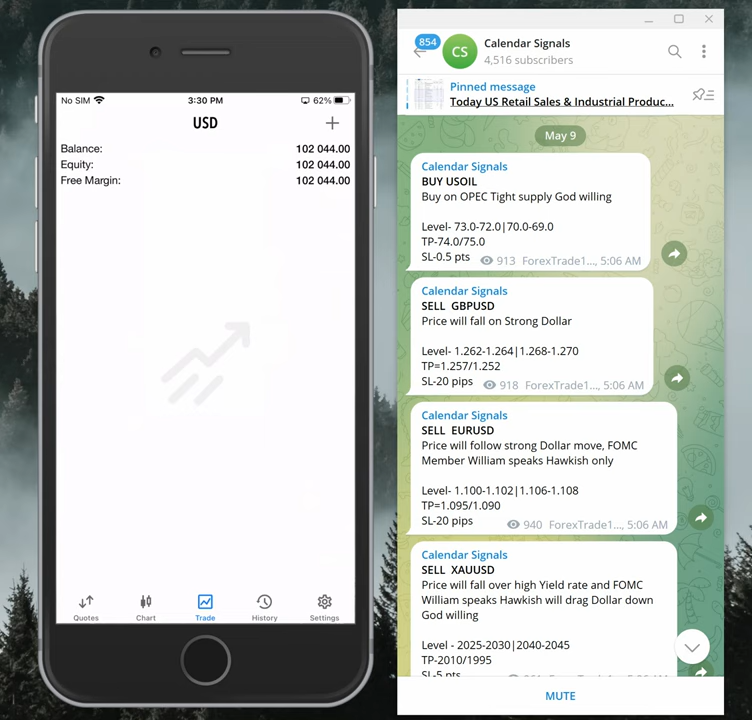 No SIM 3:30 PM 62%
USD
Balance: 102 044.00
Equity: 102 044.00
Free Margin: 102 044.00
Quotes Chart Trade History Settings
854
CS
Calendar Signals
4,516 subscribers
Pinned message
Today US Retail Sales & Industrial Produc...
May 9
Calendar Signals
BUY USOIL
Buy on OPEC Tight supply God willing
Level- 73.0-72.0|70.0-69.0
TP-74.0/75.0
SL-0.5 pts 913 ForexTrade1..., 5:06 AM
Calendar Signals
SELL GBPUSD
Price will fall on Strong Dollar
Level- 1.262-1.264|1.268-1.270
TP=1.257/1.252
SL-20 pips 918 ForexTrade1..., 5:06 AM
Calendar Signals
SELL EURUSD
Price will follow strong Dollar move, FOMC
Member William speaks Hawkish only
Level- 1.100-1.102|1.106-1.108
TP=1.095/1.090
SL-20 pips 940 ForexTrade1..., 5:06 AM
Calendar Signals
SELL XAUUSD
Price will fall over high Yield rate and FOMC
William speaks Hawkish will drag Dollar down
God willing
Level - 2025-2030|2040-2045
TP-2010/1995
SL-5 pts
MUTE